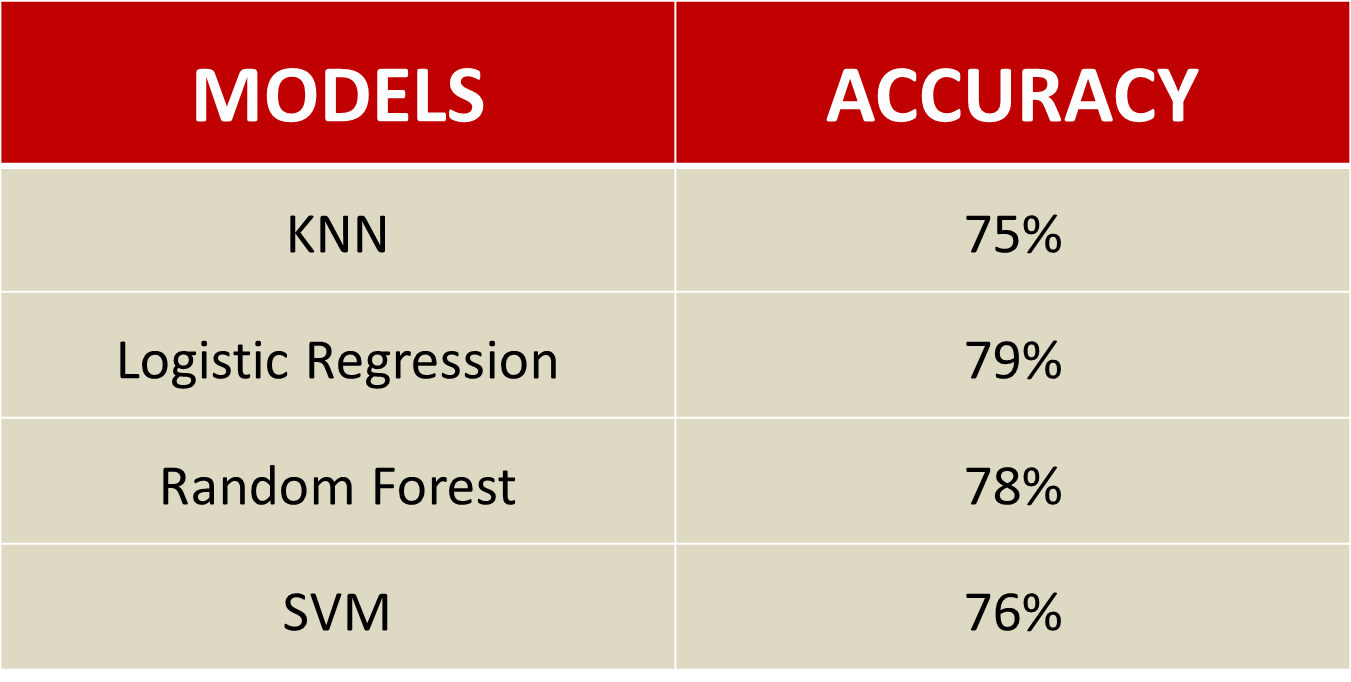 MODELS ACCURACY
KNN 75%
Logistic Regression 79%
Random Forest 78%
SVM 76%